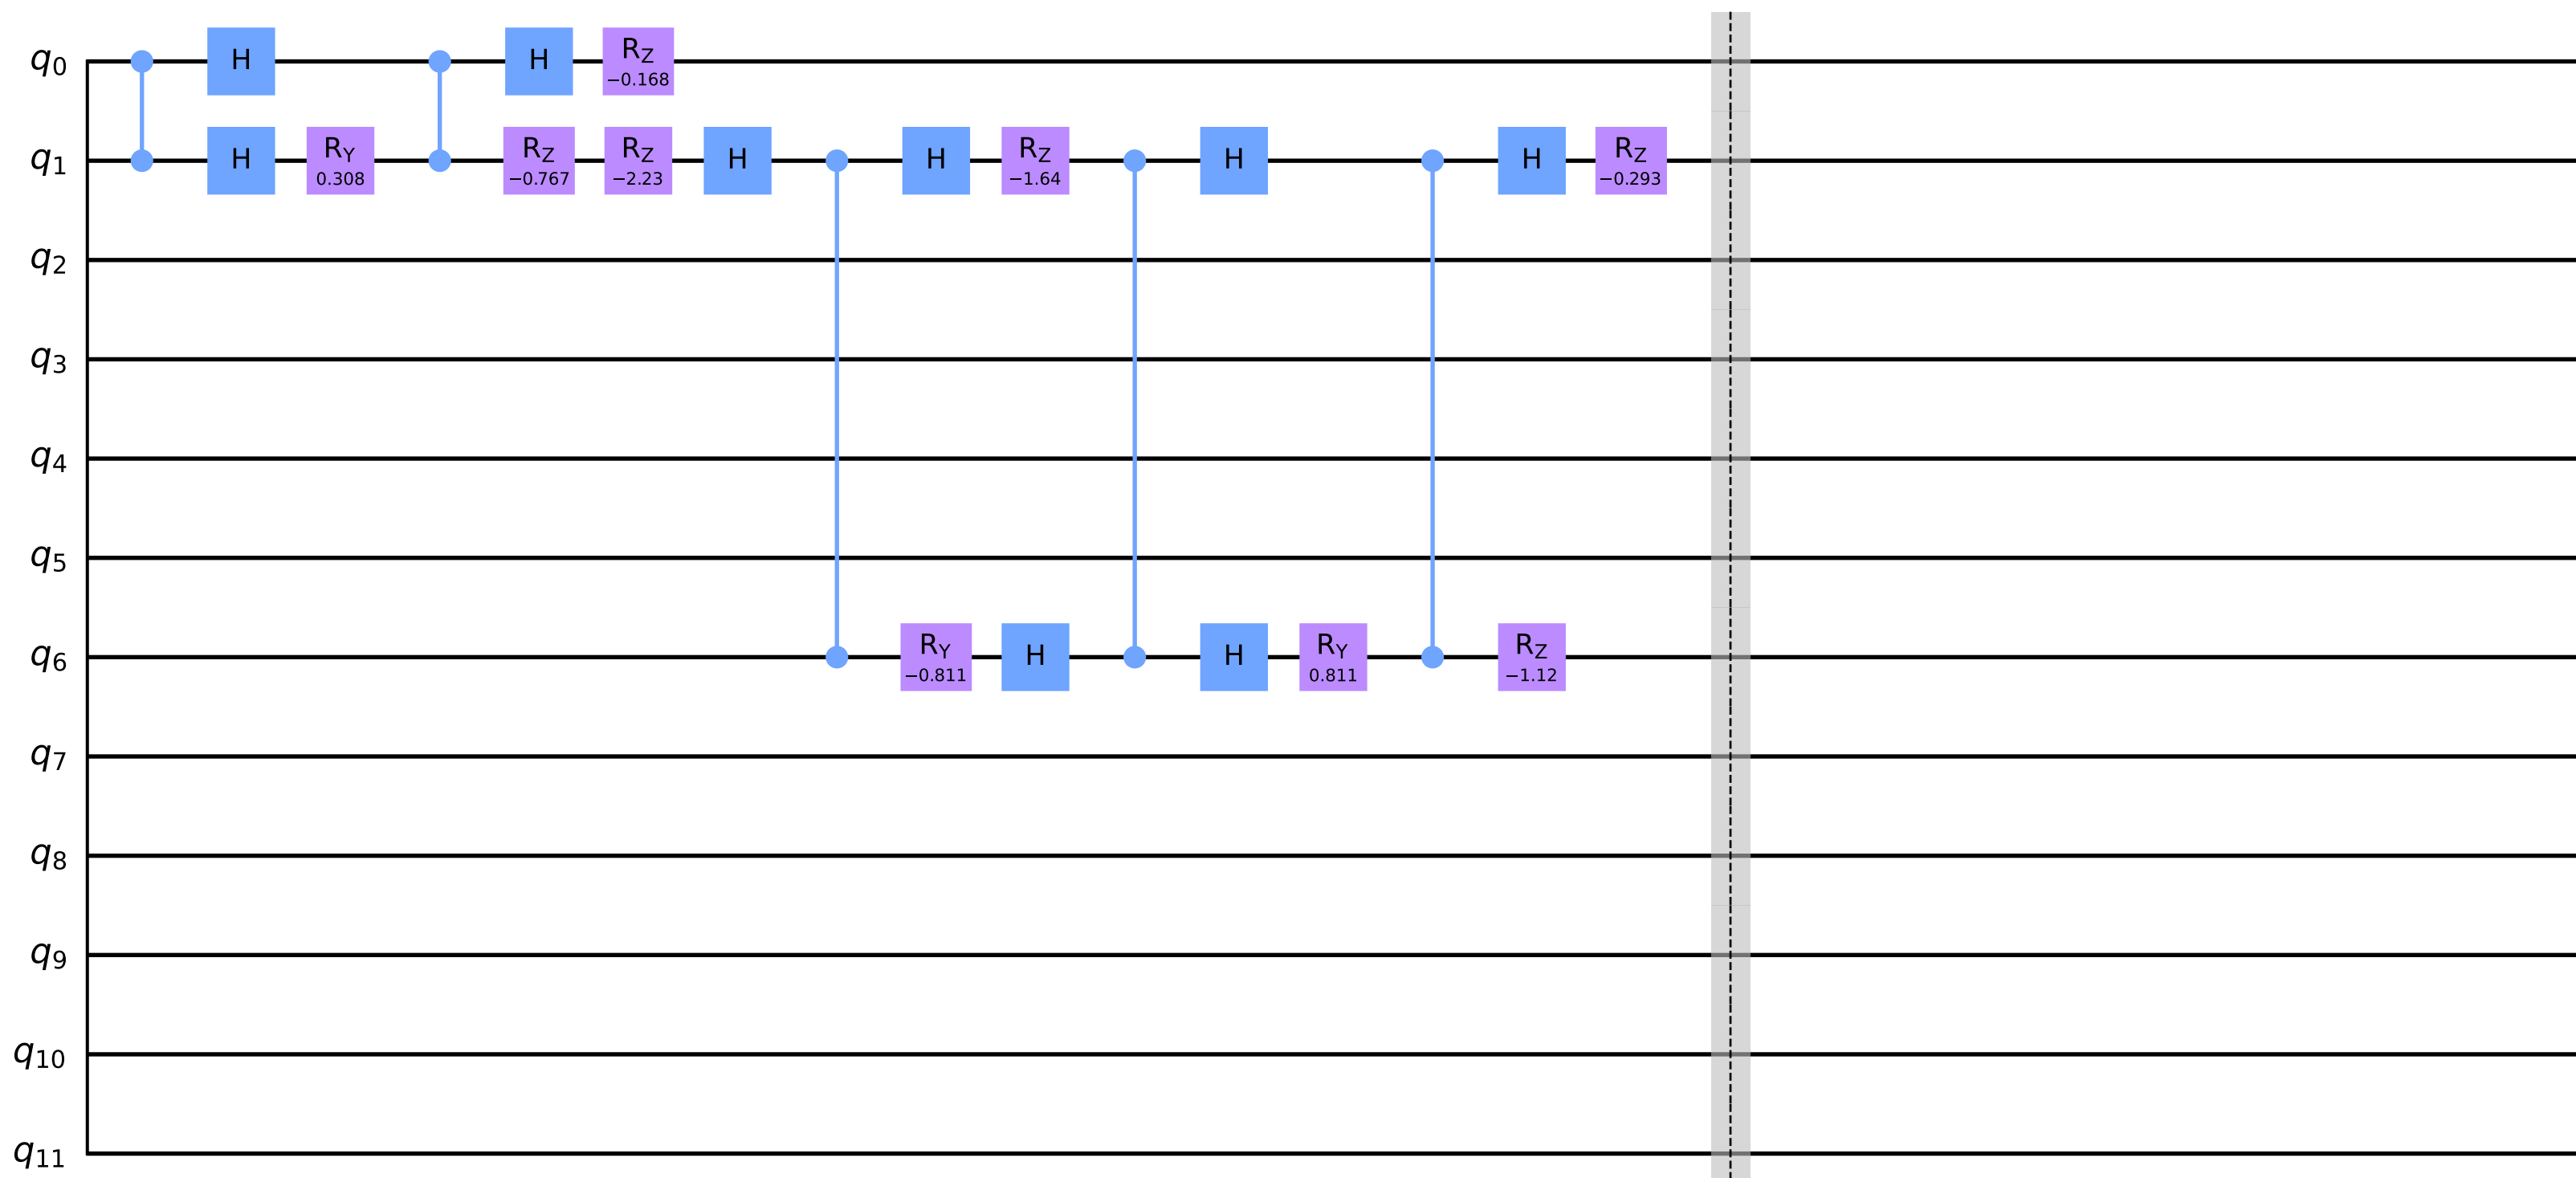 q0 H H RZ −0.168
q1 H RY 0.308 RZ −0.767 RZ −2.23 H H RZ −1.64 H H RZ −0.293
q2
q3
q4
q5
q6 RY −0.811 H H RY 0.811 RZ −1.12
q7
q8
q9
q10
q11